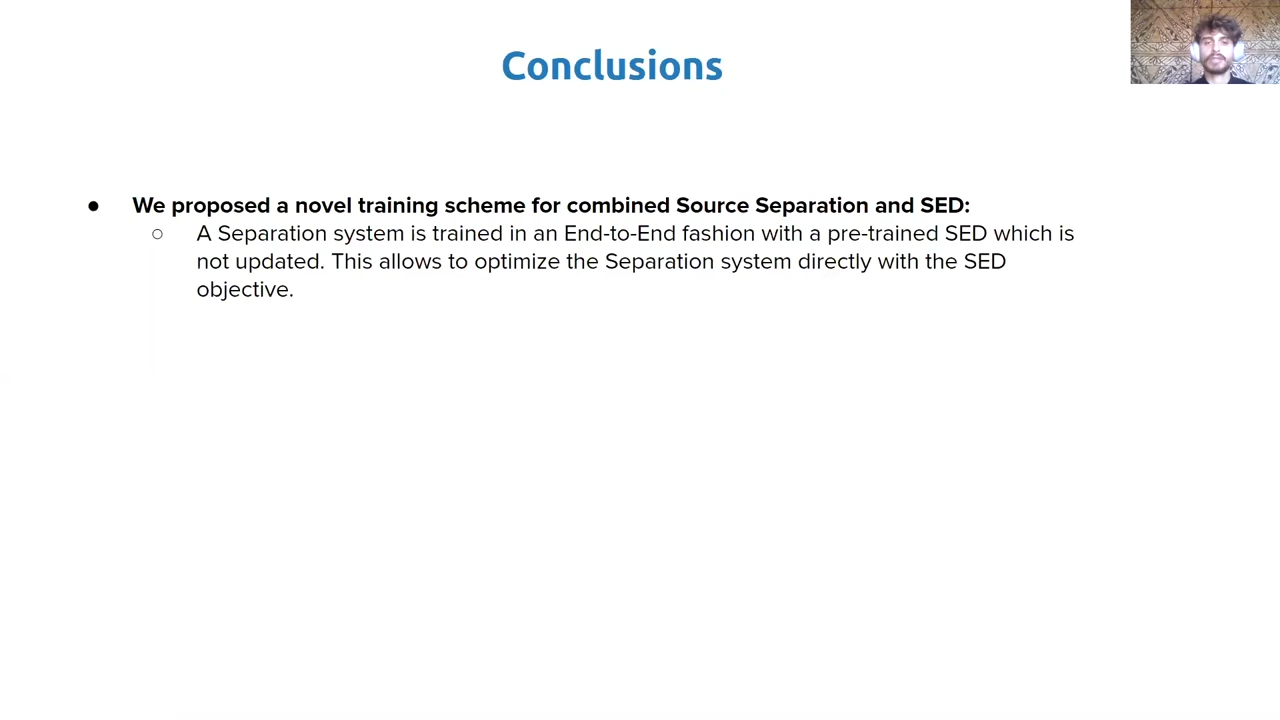 Conclusions
● We proposed a novel training scheme for combined Source Separation and SED:
○ A Separation system is trained in an End-to-End fashion with a pre-trained SED which is
not updated. This allows to optimize the Separation system directly with the SED
objective.